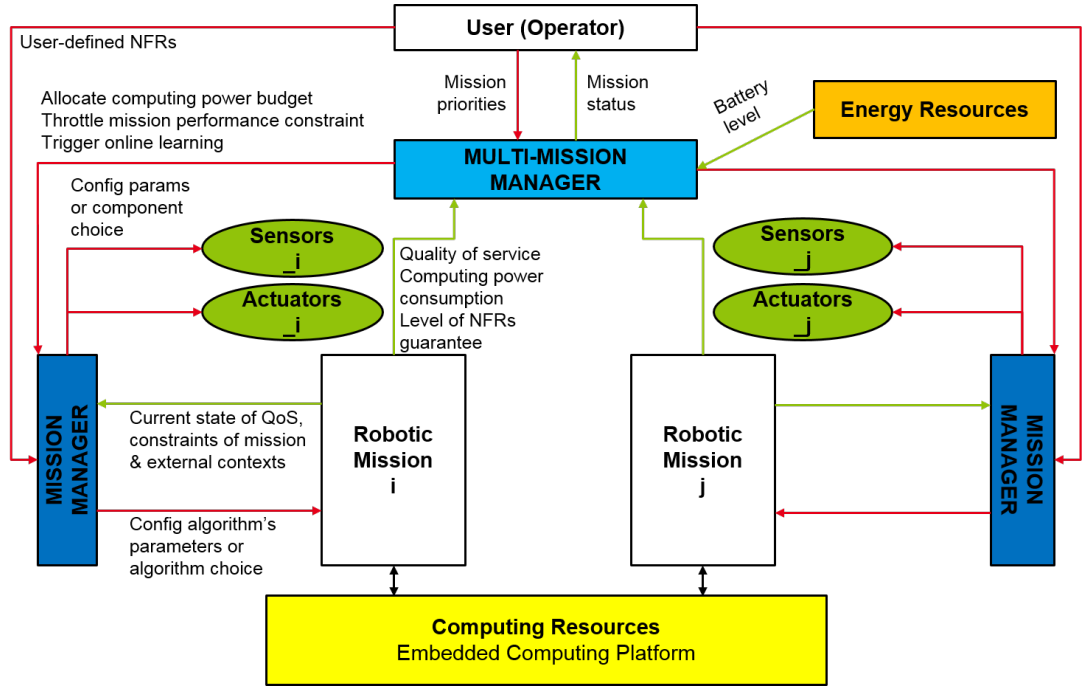 User (Operator)
User-defined NFRs
Mission
priorities
Mission
status
Battery
level
Energy Resources
Allocate computing power budget
Throttle mission performance constraint
Trigger online learning
MULTI-MISSION
MANAGER
Config params
or component
choice
Sensors
_i
Actuators
_i
Quality of service
Computing power
consumption
Level of NFRs
guarantee
Sensors
_j
Actuators
_j
MISSION
MANAGER
Current state of QoS,
constraints of mission
& external contexts
Config algorithm’s
parameters or
algorithm choice
Robotic
Mission
i
Robotic
Mission
j
MISSION
MANAGER
Computing Resources
Embedded Computing Platform